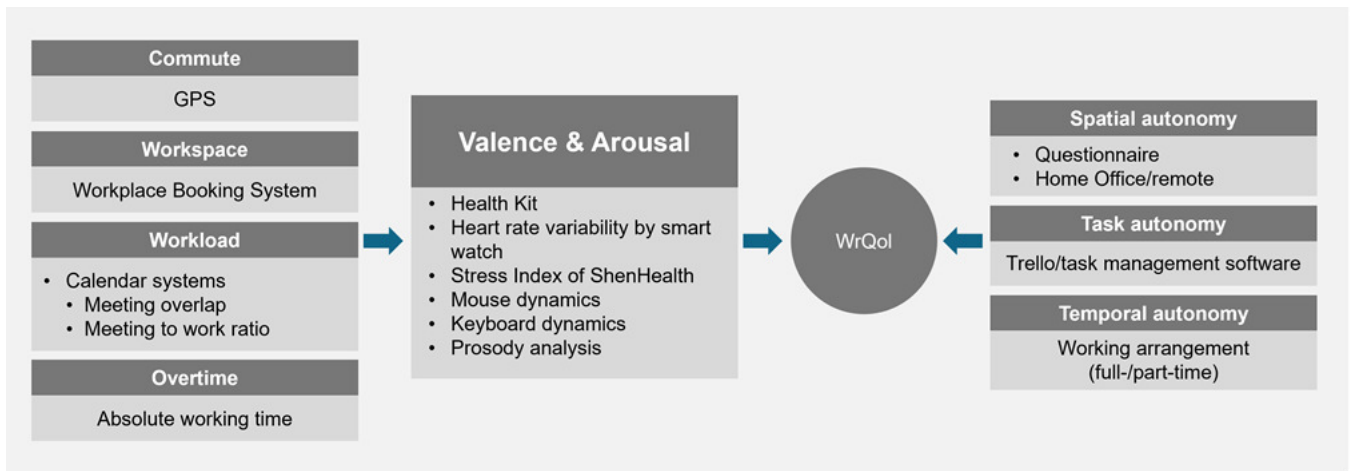 Commute
GPS
Workspace
Workplace Booking System
Workload
• Calendar systems
• Meeting overlap
• Meeting to work ratio
Overtime
Absolute working time
Valence & Arousal
• Health Kit
• Heart rate variability by smart
watch
• Stress Index of ShenHealth
• Mouse dynamics
• Keyboard dynamics
• Prosody analysis
WrQol
Spatial autonomy
• Questionnaire
• Home Office/remote
Task autonomy
Trello/task management software
Temporal autonomy
Working arrangement
(full-/part-time)